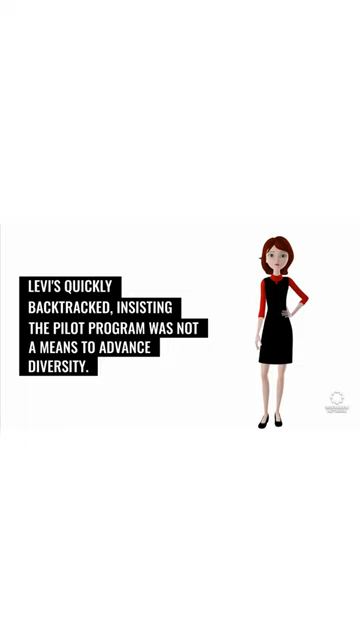 LEVI'S QUICKLY
BACKTRACKED, INSISTING
THE PILOT PROGRAM WAS NOT
A MEANS TO ADVANCE
DIVERSITY.